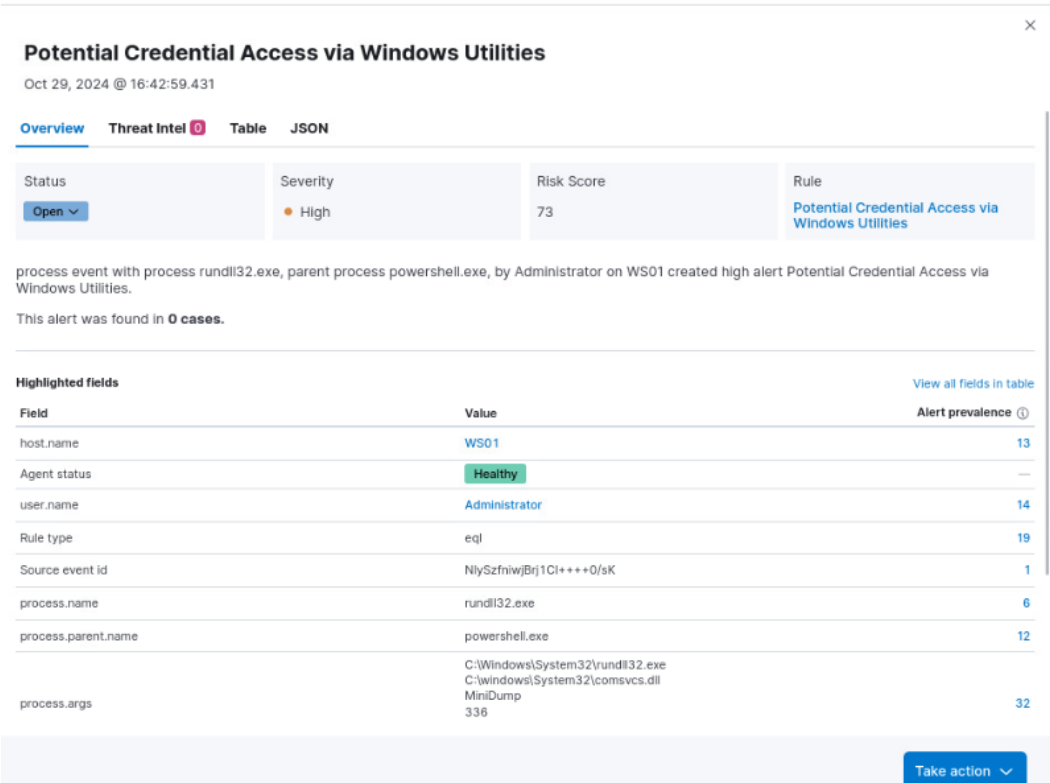 Potential Credential Access via Windows Utilities
Oct 29, 2024 @ 16:42:59.431
Overview Threat Intel 0 Table JSON
Status
Open
Severity
High
Risk Score
73
Rule
Potential Credential Access via
Windows Utilities
process event with process rundll32.exe, parent process powershell.exe, by Administrator on WS01 created high alert Potential Credential Access via
Windows Utilities.
This alert was found in 0 cases.
Highlighted fields View all fields in table
Field Value Alert prevalence
host.name WS01 13
Agent status Healthy —
user.name Administrator 14
Rule type eql 19
Source event id NlySzfniwjBrj1CI++++0/sK 1
process.name rundll32.exe 6
process.parent.name powershell.exe 12
process.args
C:\Windows\System32\rundll32.exe
C:\windows\System32\comsvcs.dll
MiniDump
336
32
Take action